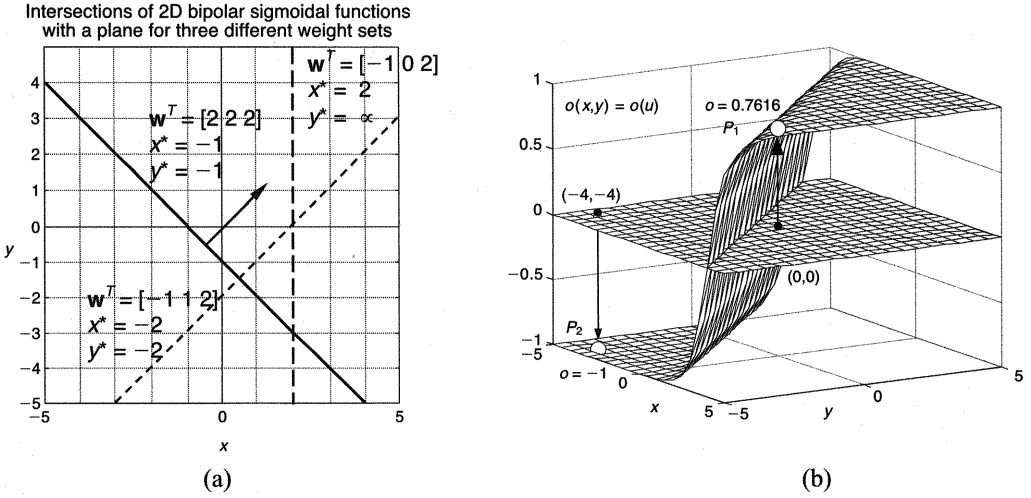 Intersections of 2D bipolar sigmoidal functions
with a plane for three different weight sets
w^T = [−1 0 2]
x* = 2
y* = ∝
w^T = [2 2 2]
x* = −1
y* = −1
w^T = [−1 1 2]
x* = −2
y* = −2
4
3
2
1
0
−1
−2
−3
−4
−5
y
−5
0
5
x
(a)
1
0.5
0
−0.5
−1
o(x,y) = o(u)
o = 0.7616
P₁
(−4,−4)
(0,0)
P₂
o = −1
−5
0
5
x
−5
0
5
y
(b)